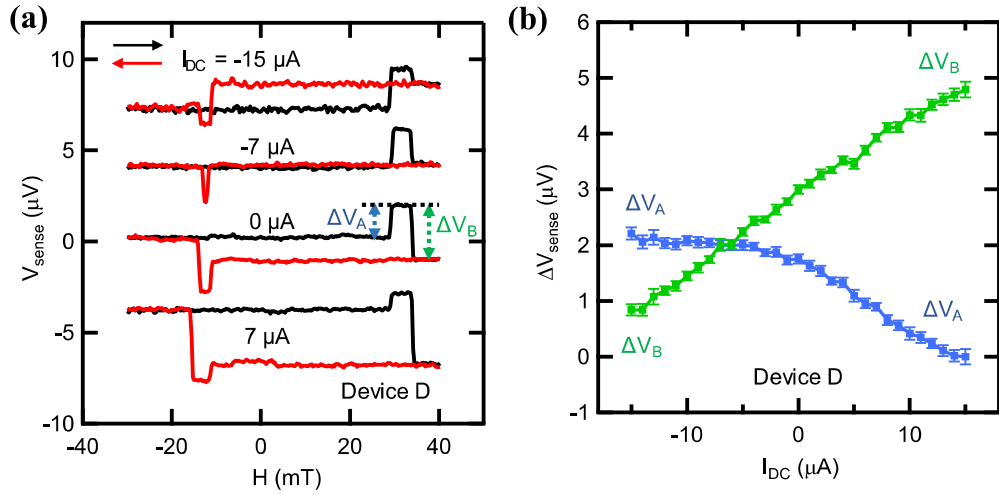 (a)
I_DC = -15 µA
-7 µA
0 µA
ΔV_A
ΔV_B
7 µA
Device D
10
5
0
-5
-10
V_sense (µV)
-40
-20
0
20
40
H (mT)
(b)
ΔV_B
ΔV_A
ΔV_A
ΔV_B
Device D
6
5
4
3
2
1
0
-1
ΔV_sense (µV)
-10
0
10
I_DC (µA)